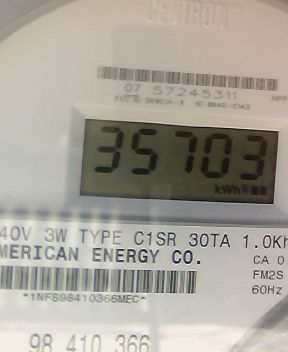 CENTRON
07 57245311
35703
kWh
40V 3W TYPE C1SR 30TA 1.0Kh
MERICAN ENERGY CO. CA 0
FM2S
*1NFS98410366MEC* 60Hz
98 410 366